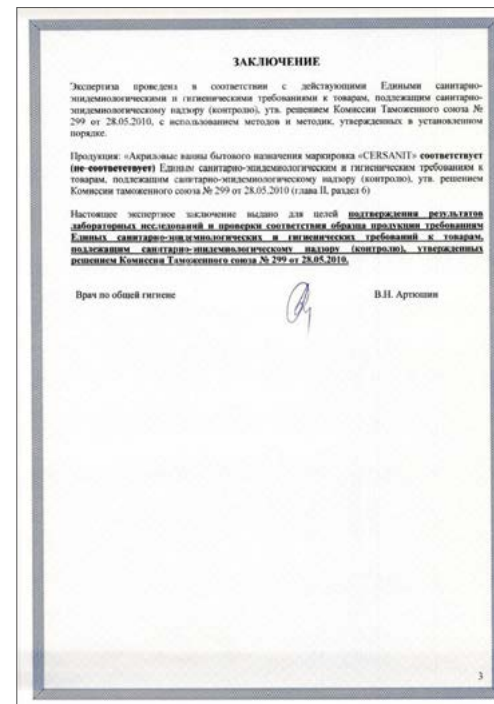 ЗАКЛЮЧЕНИЕ
Экспертиза проведена в соответствии с действующими Едиными санитарно-
эпидемиологическими и гигиеническими требованиями к товарам, подлежащим санитарно-
эпидемиологическому надзору (контролю), утв. решением Комиссии Таможенного союза №
299 от 28.05.2010, с использованием методов и методик, утвержденных в установленном
порядке.
Продукция: «Акриловые ванны бытового назначения маркировка «CERSANIT» соответствует
(не соответствует) Единым санитарно-эпидемиологическим и гигиеническим требованиям к
товарам, подлежащим санитарно-эпидемиологическому надзору (контролю), утв. решением
Комиссии таможенного союза № 299 от 28.05.2010 (глава II, раздел 6)
Настоящее экспертное заключение выдано для целей подтверждения результатов
лабораторных исследований и проверки соответствия образца продукции требованиям
Единых санитарно-эпидемиологических и гигиенических требований к товарам,
подлежащим санитарно-эпидемиологическому надзору (контролю), утвержденных
решением Комиссии Таможенного союза № 299 от 28.05.2010.
Врач по общей гигиене В.Н. Артюшин
3